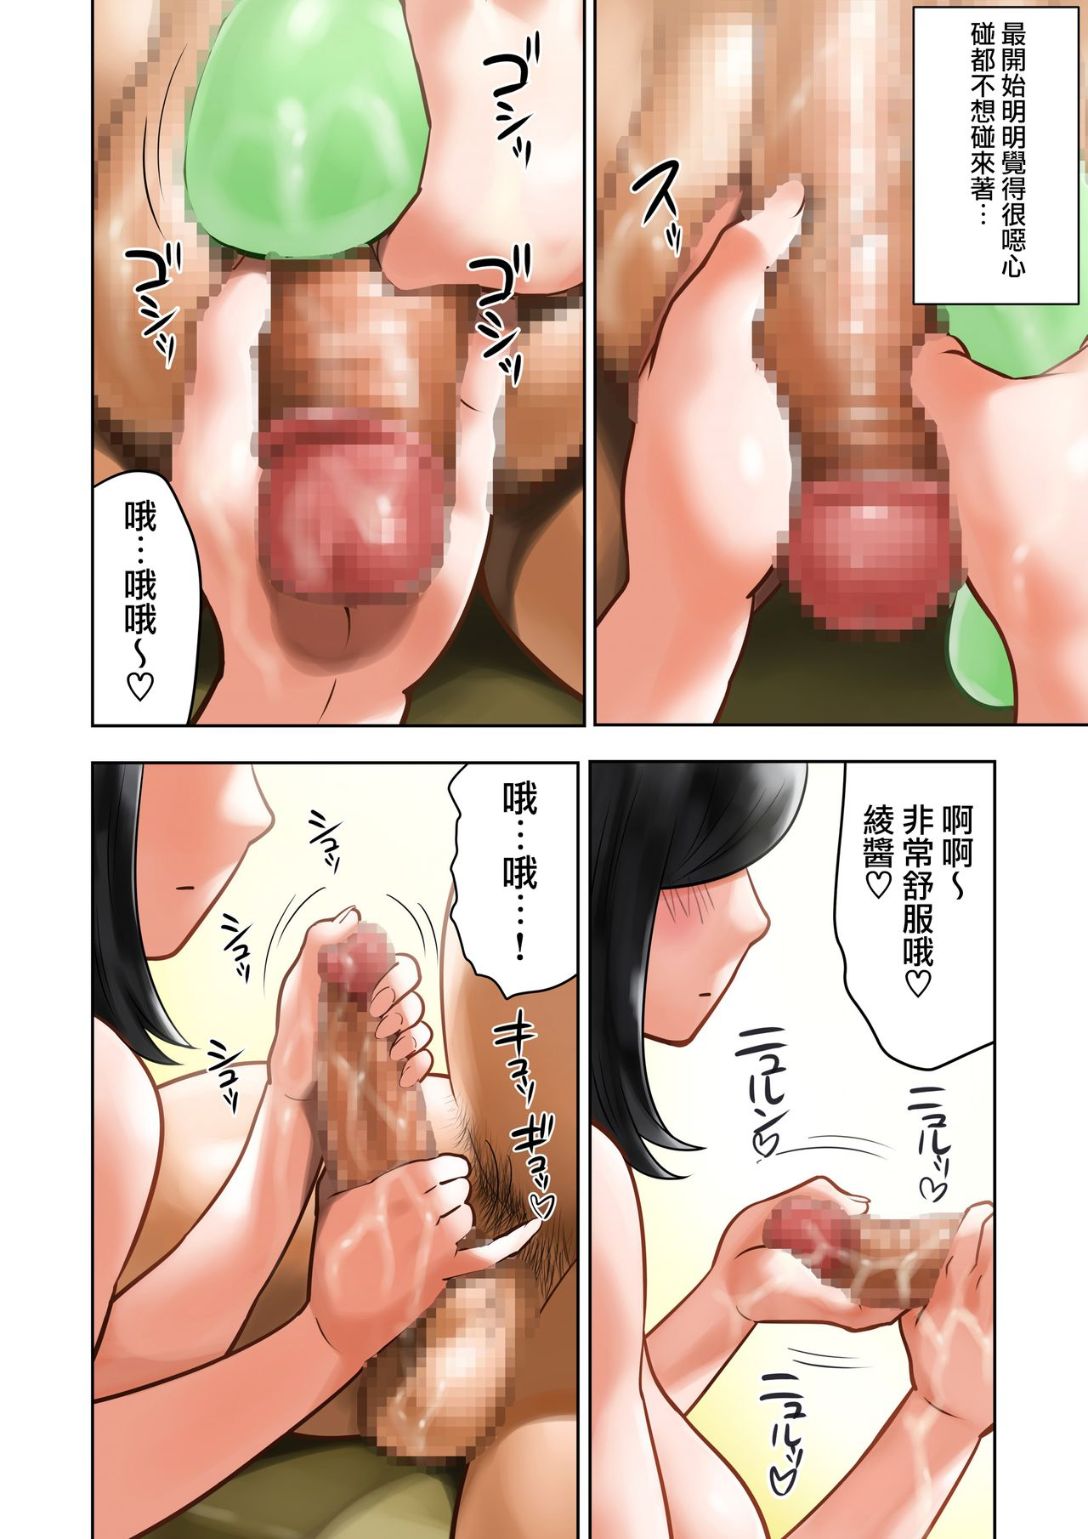 最開始明明覺得很噁心
碰都不想碰來著…
ス
ッ
ゴ
シッ
ゴ
シッ
ゴ
シッ
哦…哦哦～♡
啊啊～
非常舒服哦♡
綾醬♡
ニュルン♡
ニュルッ♡
ニュルッ♡
哦…哦…！
シュッ
シュッ
キュッ
ギュッ♡